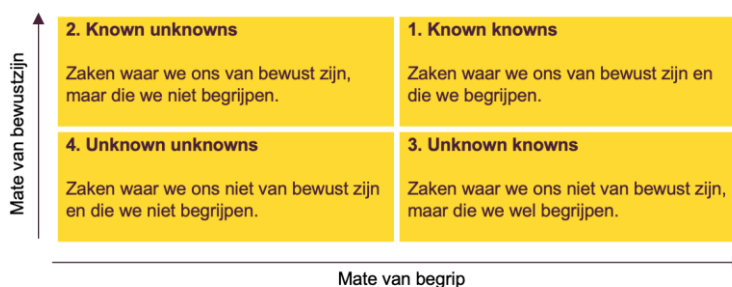 Mate van bewustzijn
2. Known unknowns
Zaken waar we ons van bewust zijn,
maar die we niet begrijpen.
1. Known knowns
Zaken waar we ons van bewust zijn en
die we begrijpen.
4. Unknown unknowns
Zaken waar we ons niet van bewust zijn
en die we niet begrijpen.
3. Unknown knowns
Zaken waar we ons niet van bewust zijn,
maar die we wel begrijpen.
Mate van begrip